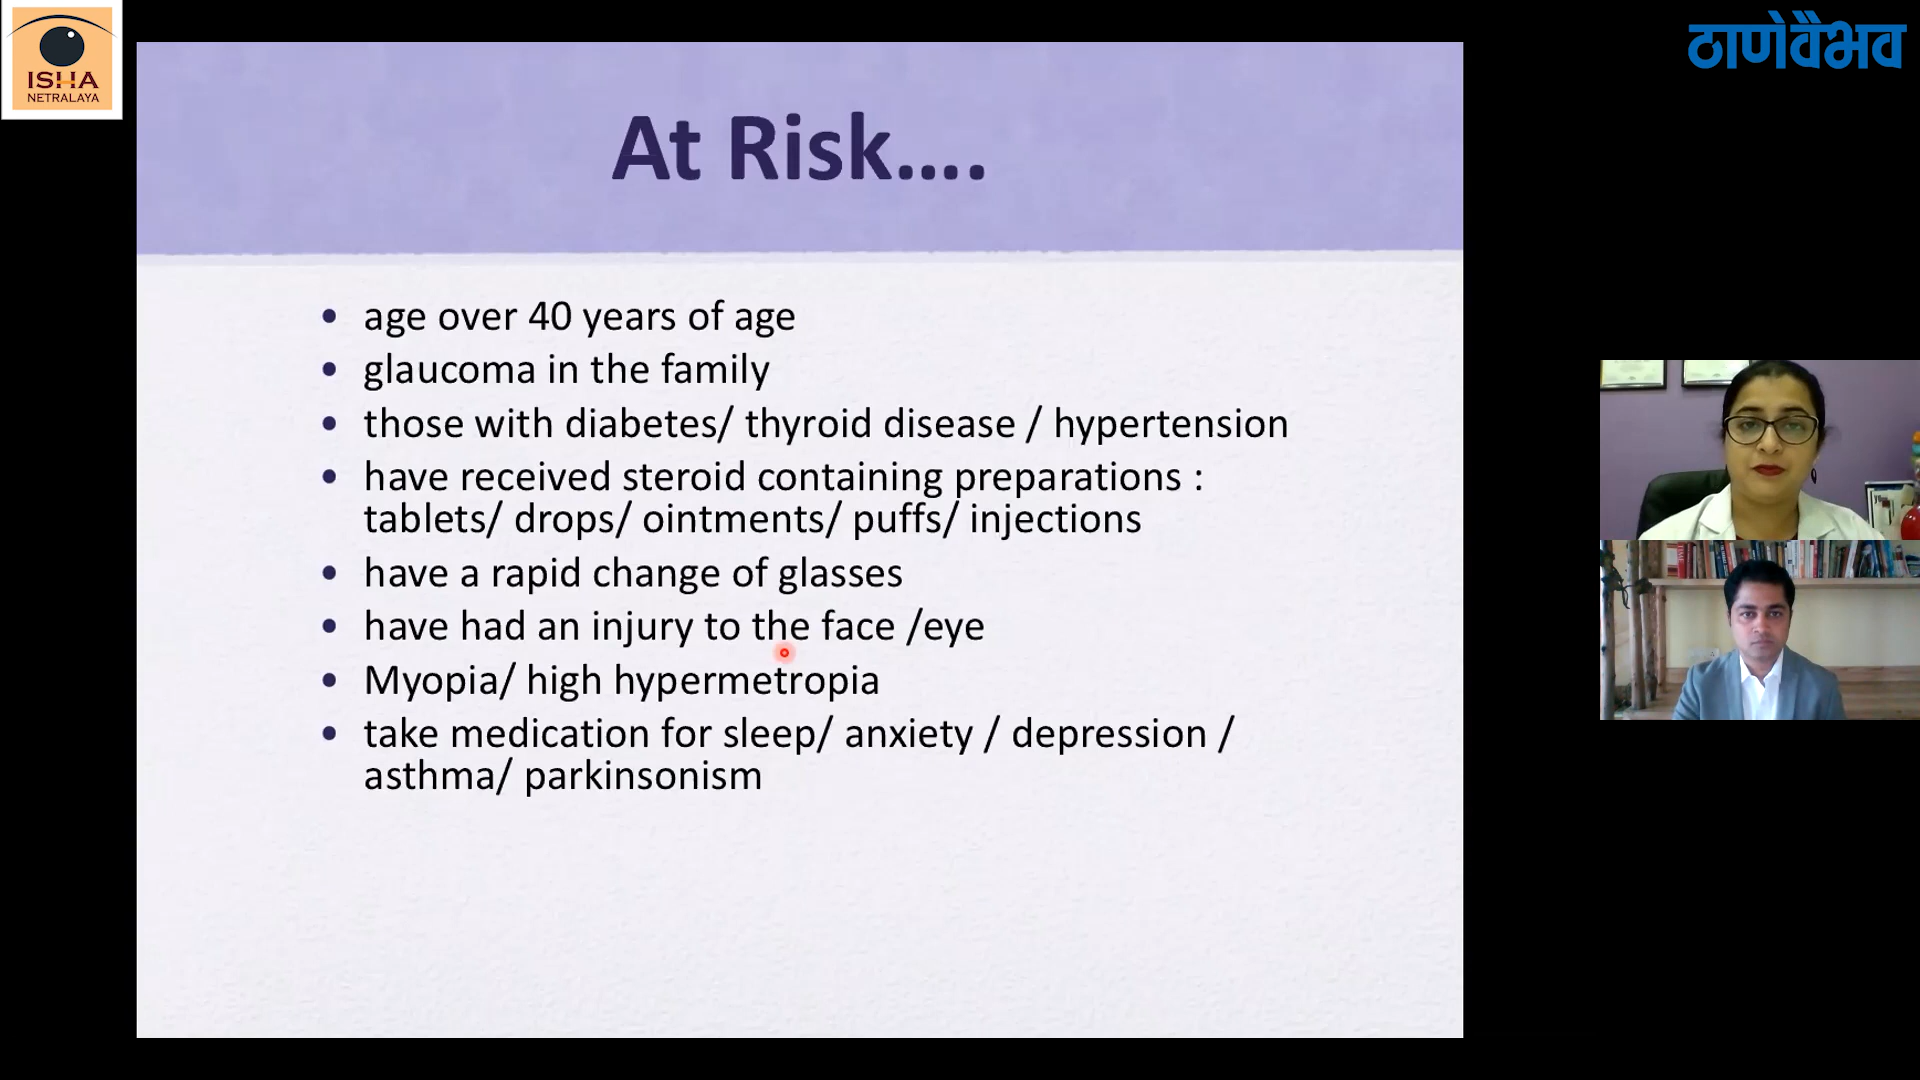 ISHA
NETRALAYA
ठाणेवैभव
At Risk....
• age over 40 years of age
• glaucoma in the family
• those with diabetes/ thyroid disease / hypertension
• have received steroid containing preparations :
tablets/ drops/ ointments/ puffs/ injections
• have a rapid change of glasses
• have had an injury to the face /eye
• Myopia/ high hypermetropia
• take medication for sleep/ anxiety / depression /
asthma/ parkinsonism